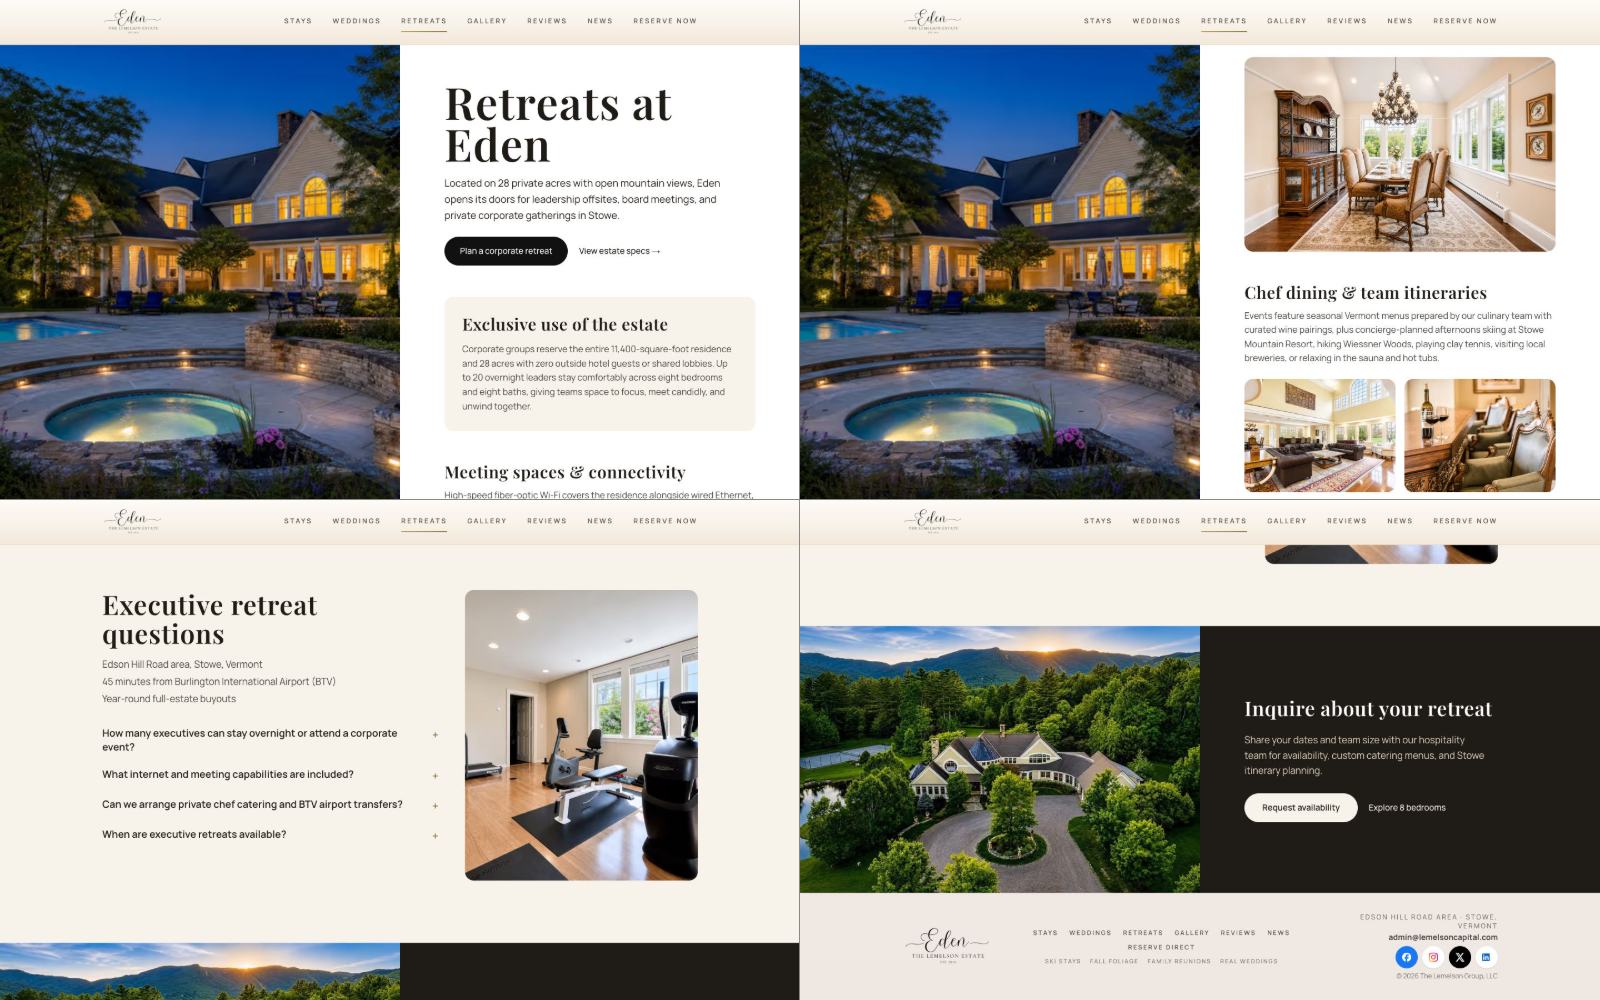 Eden
THE LEMELSON ESTATE
STAYS WEDDINGS RETREATS GALLERY REVIEWS NEWS RESERVE NOW
Retreats at
Eden
Located on 28 private acres with open mountain views, Eden
opens its doors for leadership offsites, board meetings, and
private corporate gatherings in Stowe.
Plan a corporate retreat View estate specs →
Exclusive use of the estate
Corporate groups reserve the entire 11,400-square-foot residence
and 28 acres with zero outside hotel guests or shared lobbies. Up
to 20 overnight leaders stay comfortably across eight bedrooms
and eight baths, giving teams space to focus, meet candidly, and
unwind together.
Meeting spaces & connectivity
High-speed fiber-optic Wi-Fi covers the residence alongside wired Ethernet,
Eden
THE LEMELSON ESTATE
STAYS WEDDINGS RETREATS GALLERY REVIEWS NEWS RESERVE NOW
Chef dining & team itineraries
Events feature seasonal Vermont menus prepared by our culinary team with
curated wine pairings, plus concierge-planned afternoons skiing at Stowe
Mountain Resort, hiking Wiessner Woods, playing clay tennis, visiting local
breweries, or relaxing in the sauna and hot tubs.
Eden
THE LEMELSON ESTATE
STAYS WEDDINGS RETREATS GALLERY REVIEWS NEWS RESERVE NOW
Executive retreat
questions
Edson Hill Road area, Stowe, Vermont
45 minutes from Burlington International Airport (BTV)
Year-round full-estate buyouts
How many executives can stay overnight or attend a corporate
event? +
What internet and meeting capabilities are included? +
Can we arrange private chef catering and BTV airport transfers? +
When are executive retreats available? +
Eden
THE LEMELSON ESTATE
STAYS WEDDINGS RETREATS GALLERY REVIEWS NEWS RESERVE NOW
Inquire about your retreat
Share your dates and team size with our hospitality
team for availability, custom catering menus, and Stowe
itinerary planning.
Request availability Explore 8 bedrooms
Eden
THE LEMELSON ESTATE
STAYS WEDDINGS RETREATS GALLERY REVIEWS NEWS
RESERVE DIRECT
SKI STAYS FALL FOLIAGE FAMILY REUNIONS REAL WEDDINGS
EDSON HILL ROAD AREA · STOWE,
VERMONT
admin@lemelsoncapital.com
© 2026 The Lemelson Group, LLC